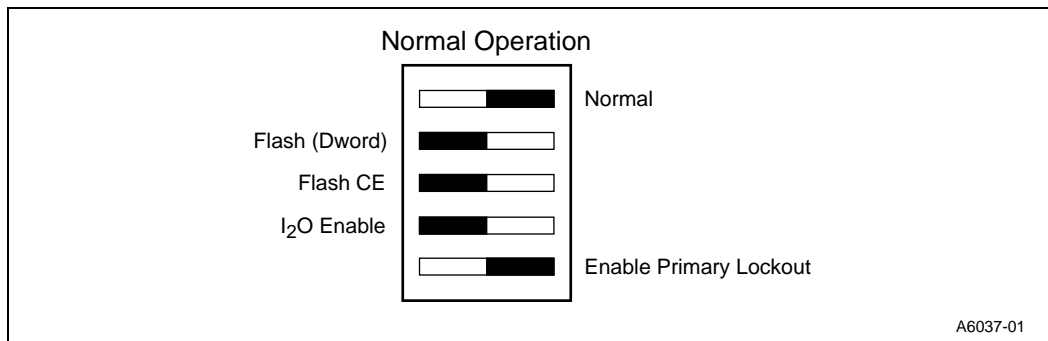 Normal Operation
Normal
Flash (Dword)
Flash CE
I₂O Enable
Enable Primary Lockout
A6037-01